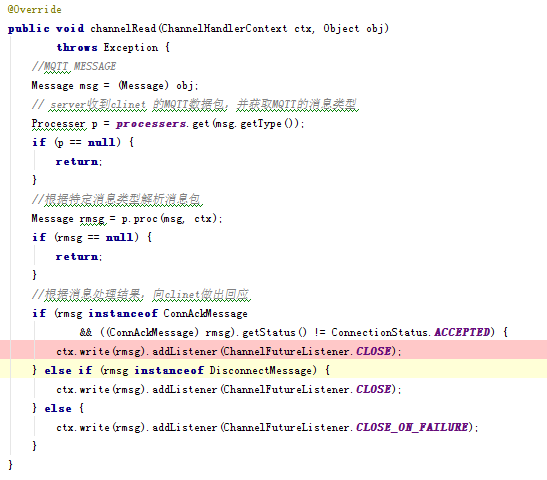 @Override
public void channelRead(ChannelHandlerContext ctx, Object obj)
        throws Exception {
    //MQTT MESSAGE
    Message msg = (Message) obj;
    // server收到clinet 的MQTT数据包，并获取MQTT的消息类型
    Processer p = processers.get(msg.getType());
    if (p == null) {
        return;
    }
    //根据特定消息类型解析消息包
    Message rmsg = p.proc(msg, ctx);
    if (rmsg == null) {
        return;
    }
    //根据消息处理结果，向clinet做出回应
    if (rmsg instanceof ConnAckMessage
            && ((ConnAckMessage) rmsg).getStatus() != ConnectionStatus.ACCEPTED) {
        ctx.write(rmsg).addListener(ChannelFutureListener.CLOSE);
    } else if (rmsg instanceof DisconnectMessage) {
        ctx.write(rmsg).addListener(ChannelFutureListener.CLOSE);
    } else {
        ctx.write(rmsg).addListener(ChannelFutureListener.CLOSE_ON_FAILURE);
    }
}